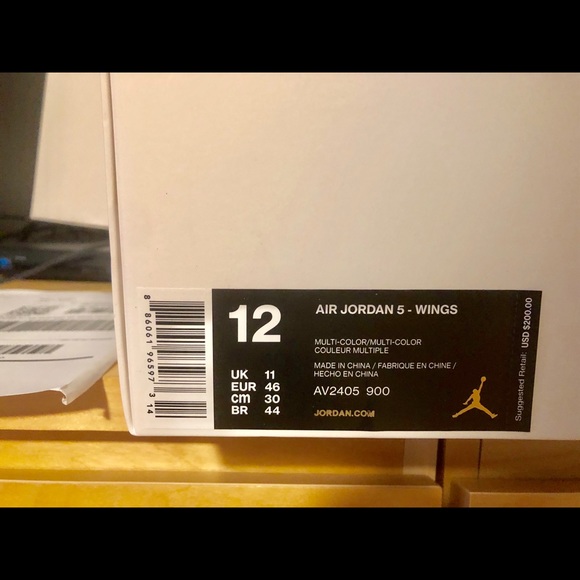 8 86061 96597 3 14
12
UK 11
EUR 46
cm 30
BR 44
AIR JORDAN 5 - WINGS
MULTI-COLOR/MULTI-COLOR
COULEUR MULTIPLE
MADE IN CHINA / FABRIQUE EN CHINE /
HECHO EN CHINA
AV2405 900
JORDAN.COM
Suggested Retail: USD $200.00